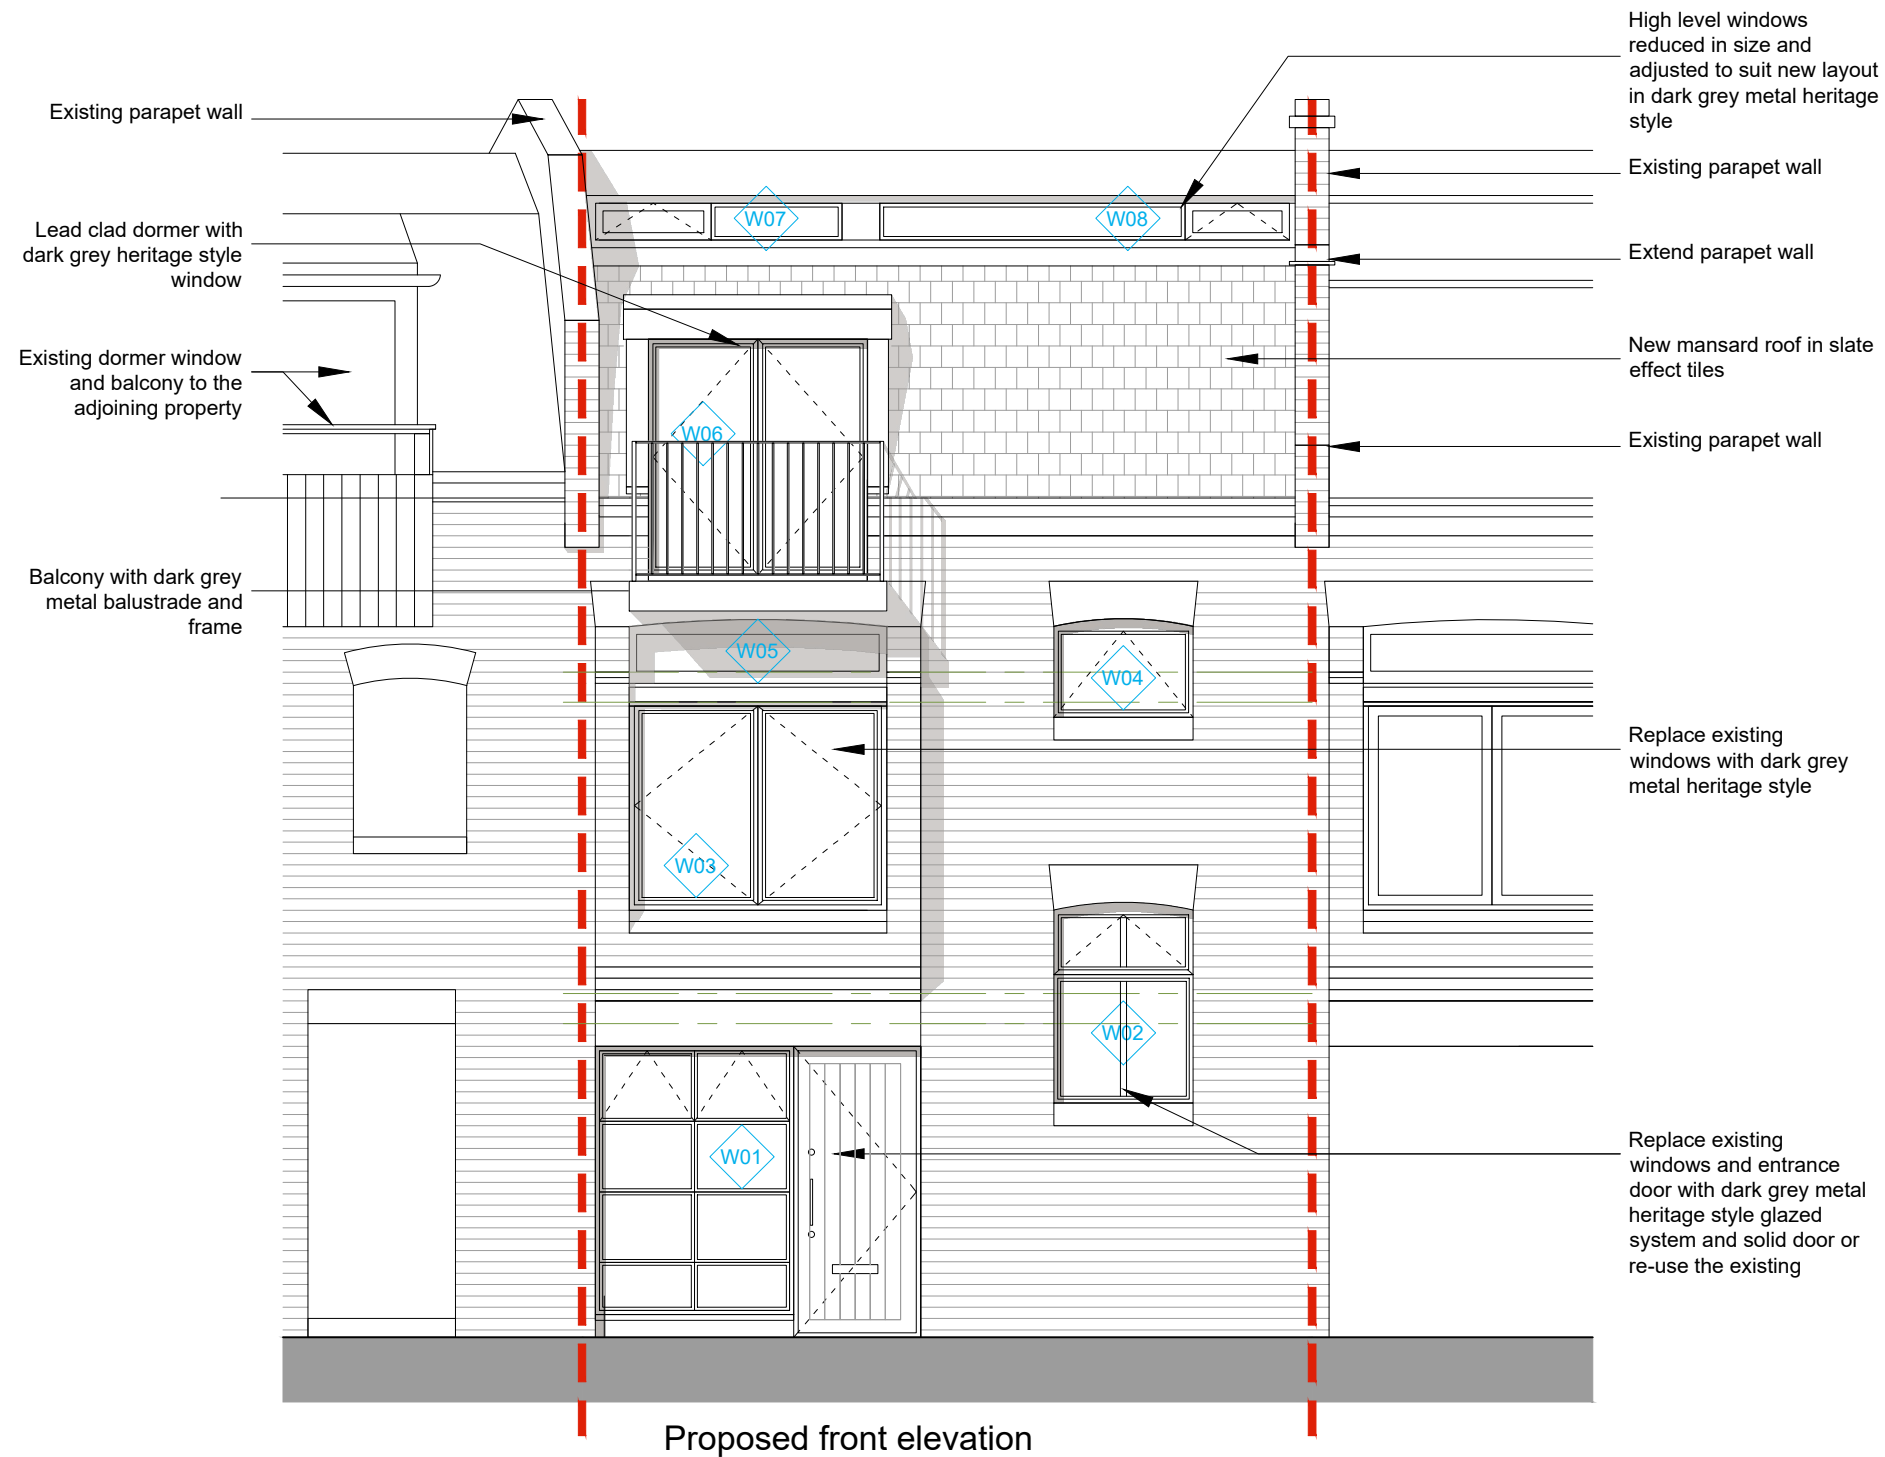 High level windows
reduced in size and
adjusted to suit new layout
in dark grey metal heritage
style
Existing parapet wall
Existing parapet wall
W07
W08
Lead clad dormer with
dark grey heritage style
window
Extend parapet wall
New mansard roof in slate
effect tiles
Existing dormer window
and balcony to the
adjoining property
W06
Existing parapet wall
Balcony with dark grey
metal balustrade and
frame
W05
W04
Replace existing
windows with dark grey
metal heritage style
W03
W02
W01
Replace existing
windows and entrance
door with dark grey metal
heritage style glazed
system and solid door or
re-use the existing
Proposed front elevation